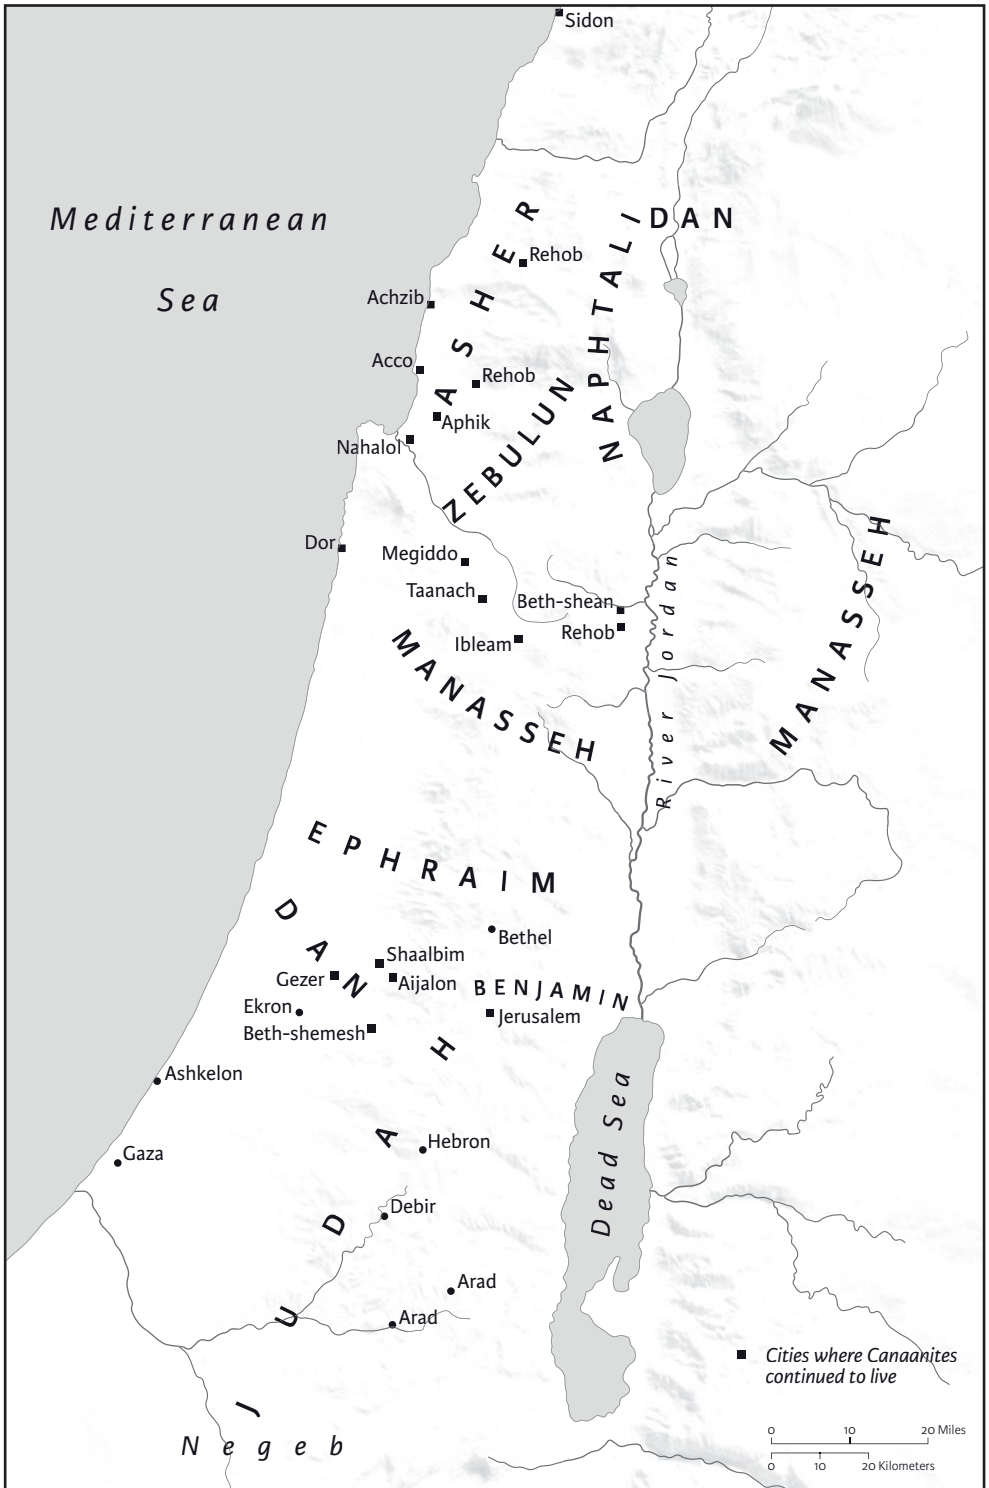 Sidon
Mediterranean
Sea
ASHER
NAPHTALI
DAN
Rehob
Achzib
Acco
Rehob
Aphik
Nahalol
ZEBULUN
Dor
Megiddo
Taanach
Beth-shean
Rehob
Ibleam
River Jordan
MANASSEH
MANASSEH
EPHRAIM
DAN
Bethel
Shaalbim
Gezer
Aijalon
BENJAMIN
Ekron
Jerusalem
Beth-shemesh
Ashkelon
Dead Sea
JUDAH
Hebron
Gaza
Debir
Arad
Arad
Negeb
Cities where Canaanites
continued to live
0 10 20 Miles
0 10 20 Kilometers